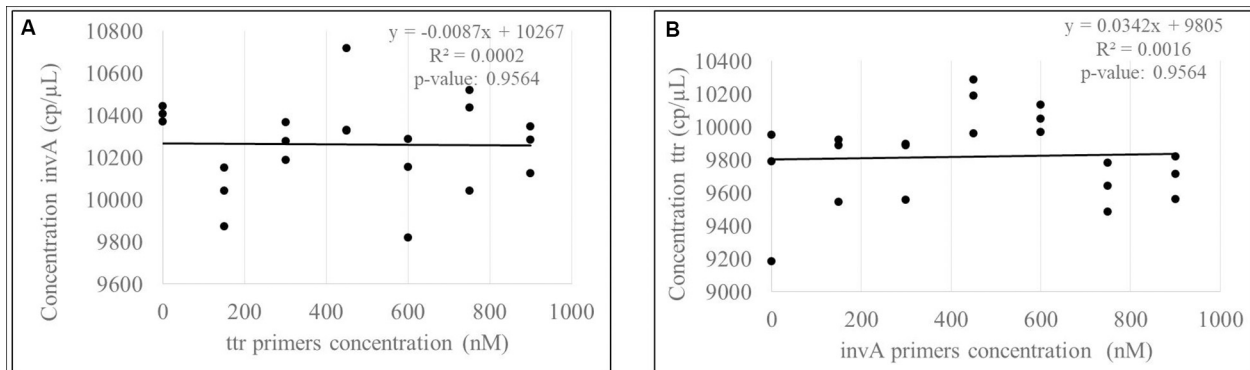 A
y = -0.0087x + 10267
R² = 0.0002
p-value: 0.9564
Concentration invA (cp/µL)
10800
10600
10400
10200
10000
9800
9600
0 200 400 600 800 1000
ttr primers concentration (nM)
B
y = 0.0342x + 9805
R² = 0.0016
p-value: 0.9564
Concentration ttr (cp/µL)
10400
10200
10000
9800
9600
9400
9200
9000
0 200 400 600 800 1000
invA primers concentration (nM)